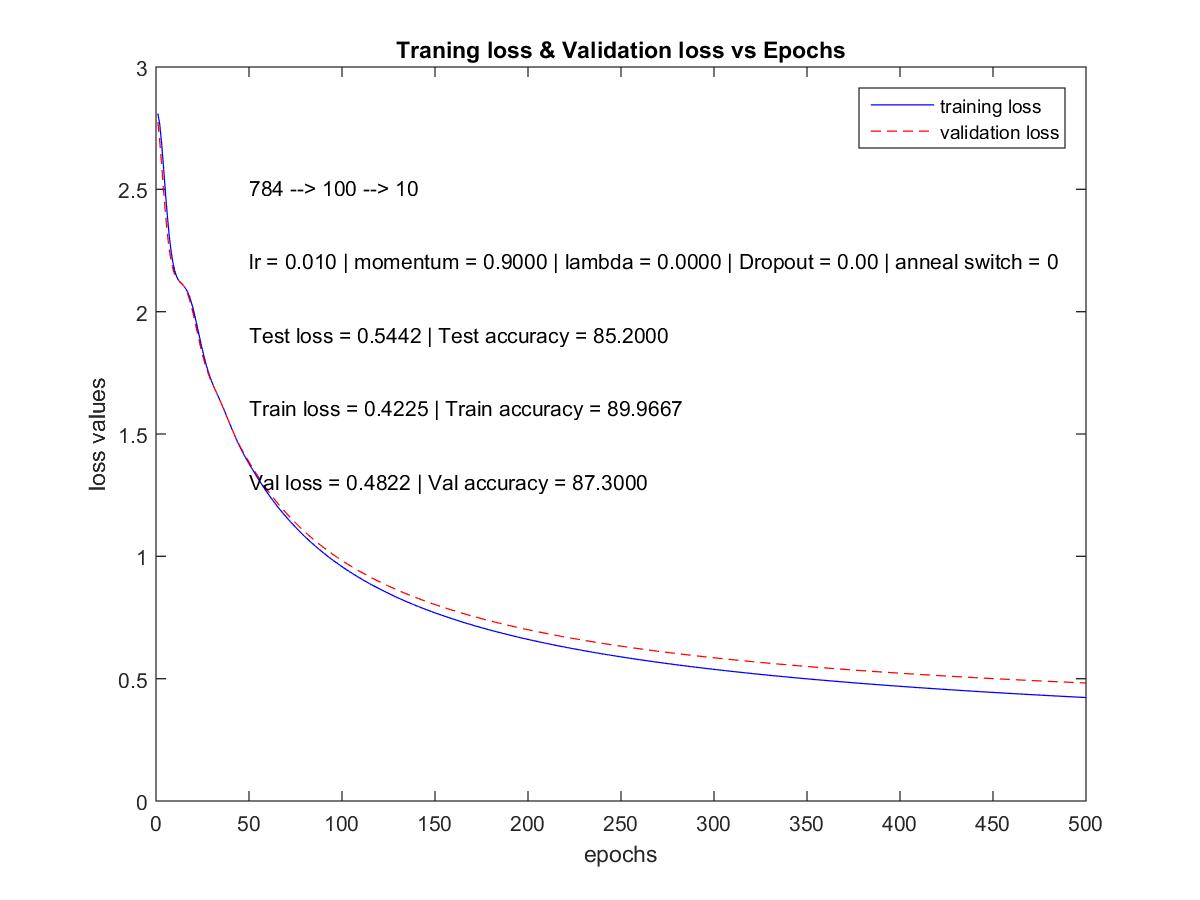 Traning loss & Validation loss vs Epochs
training loss
validation loss
784 --> 100 --> 10
lr = 0.010 | momentum = 0.9000 | lambda = 0.0000 | Dropout = 0.00 | anneal switch = 0
Test loss = 0.5442 | Test accuracy = 85.2000
Train loss = 0.4225 | Train accuracy = 89.9667
Val loss = 0.4822 | Val accuracy = 87.3000
loss values
3
2.5
2
1.5
1
0.5
0
0 50 100 150 200 250 300 350 400 450 500
epochs